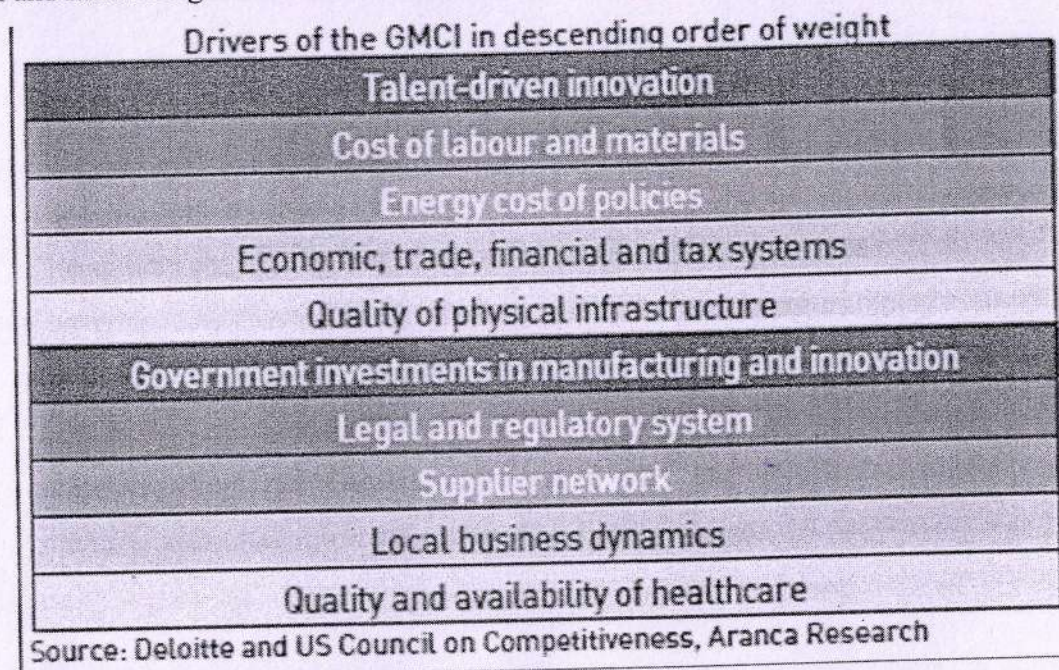 Drivers of the GMCI in descending order of weight
Talent-driven innovation
Cost of labour and materials
Energy cost of policies
Economic, trade, financial and tax systems
Quality of physical infrastructure
Government investments in manufacturing and innovation
Legal and regulatory system
Supplier network
Local business dynamics
Quality and availability of healthcare
Source: Deloitte and US Council on Competitiveness, Aranca Research